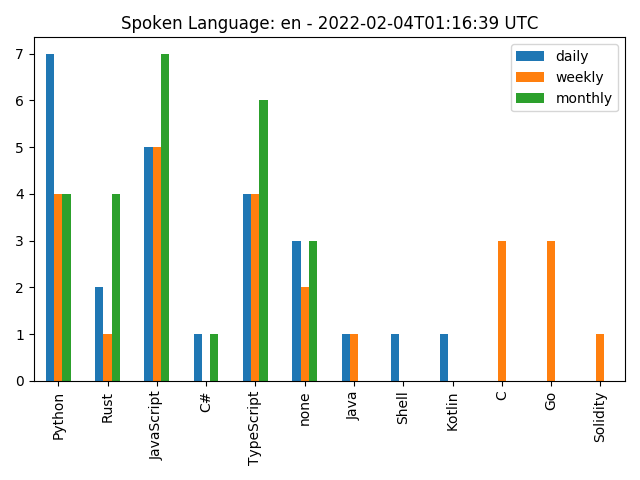 Spoken Language: en - 2022-02-04T01:16:39 UTC
daily
weekly
monthly
7
6
5
4
3
2
1
0
Python
Rust
JavaScript
C#
TypeScript
none
Java
Shell
Kotlin
C
Go
Solidity